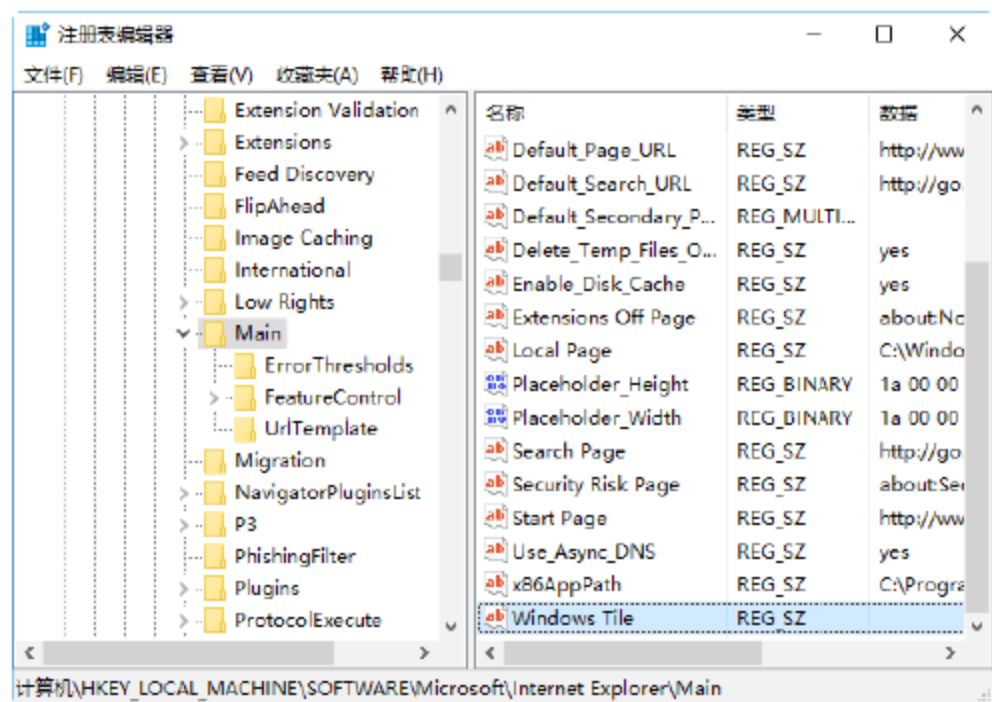 注册表编辑器
文件(F) 编辑(E) 查看(V) 收藏夹(A) 帮助(H)
Extension Validation
Extensions
Feed Discovery
FlipAhead
Image Caching
International
Low Rights
Main
ErrorThresholds
FeatureControl
UrlTemplate
Migration
NavigatorPluginsList
P3
PhishingFilter
Plugins
ProtocolExecute
名称 类型 数据
Default_Page_URL REG_SZ http://ww
Default_Search_URL REG_SZ http://go
Default_Secondary_P... REG_MULTI...
Delete_Temp_Files_O... REG_SZ yes
Enable_Disk_Cache REG_SZ yes
Extensions Off Page REG_SZ about:No
Local Page REG_SZ C:\Windo
Placeholder_Height REG_BINARY 1a 00 00
Placeholder_Width REG_BINARY 1a 00 00
Search Page REG_SZ http://go
Security Risk Page REG_SZ about:Sec
Start Page REG_SZ http://ww
Use_Async_DNS REG_SZ yes
x86AppPath REG_SZ C:\Progra
Windows Tile REG_SZ
计算机\HKEY_LOCAL_MACHINE\SOFTWARE\Microsoft\Internet Explorer\Main